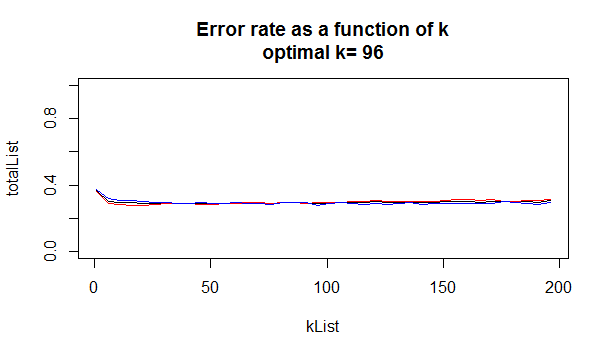 Error rate as a function of k
optimal k= 96
totalList
0.8
0.4
0.0
0 50 100 150 200
kList